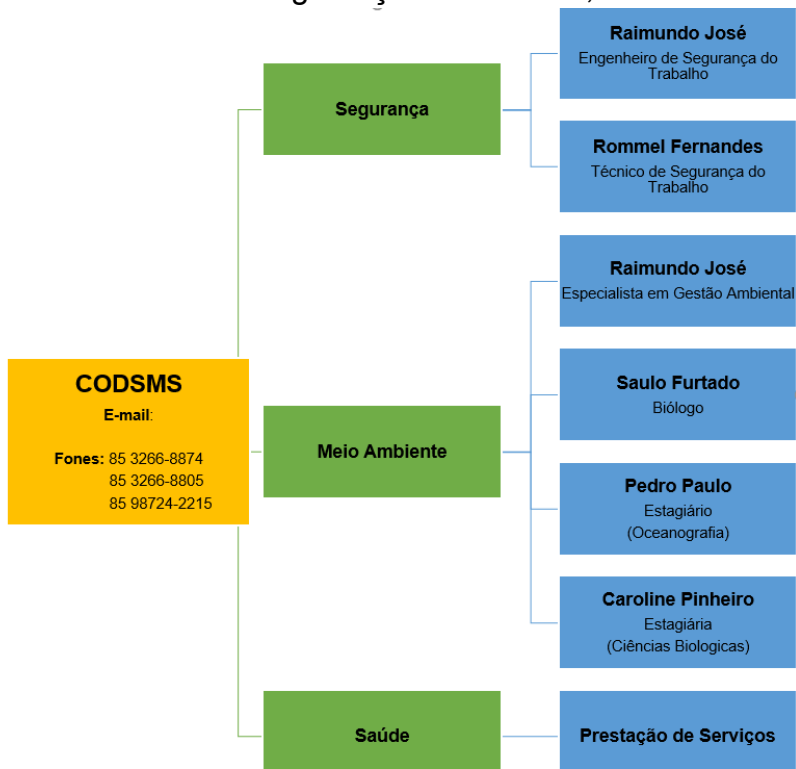 Raimundo José
Engenheiro de Segurança do
Trabalho
Segurança
Rommel Fernandes
Técnico de Segurança do
Trabalho
Raimundo José
Especialista em Gestão Ambiental
CODSMS
E-mail:
Fones: 85 3266-8874
85 3266-8805
85 98724-2215
Saulo Furtado
Biólogo
Meio Ambiente
Pedro Paulo
Estagiário
(Oceanografia)
Caroline Pinheiro
Estagiária
(Ciências Biologicas)
Saúde
Prestação de Serviços